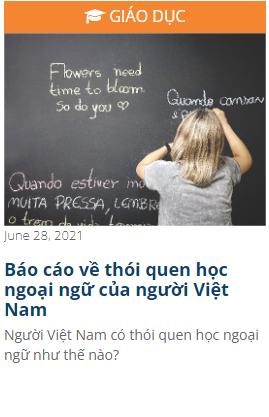 GIÁO DỤC
Flowers need
time to bloom.
So do you
Quando
Quando estiver
MUITA PRESSA, LEMBRE
o trem da vida
June 28, 2021
Báo cáo về thói quen học
ngoại ngữ của người Việt
Nam
Người Việt Nam có thói quen học ngoại
ngữ như thế nào?